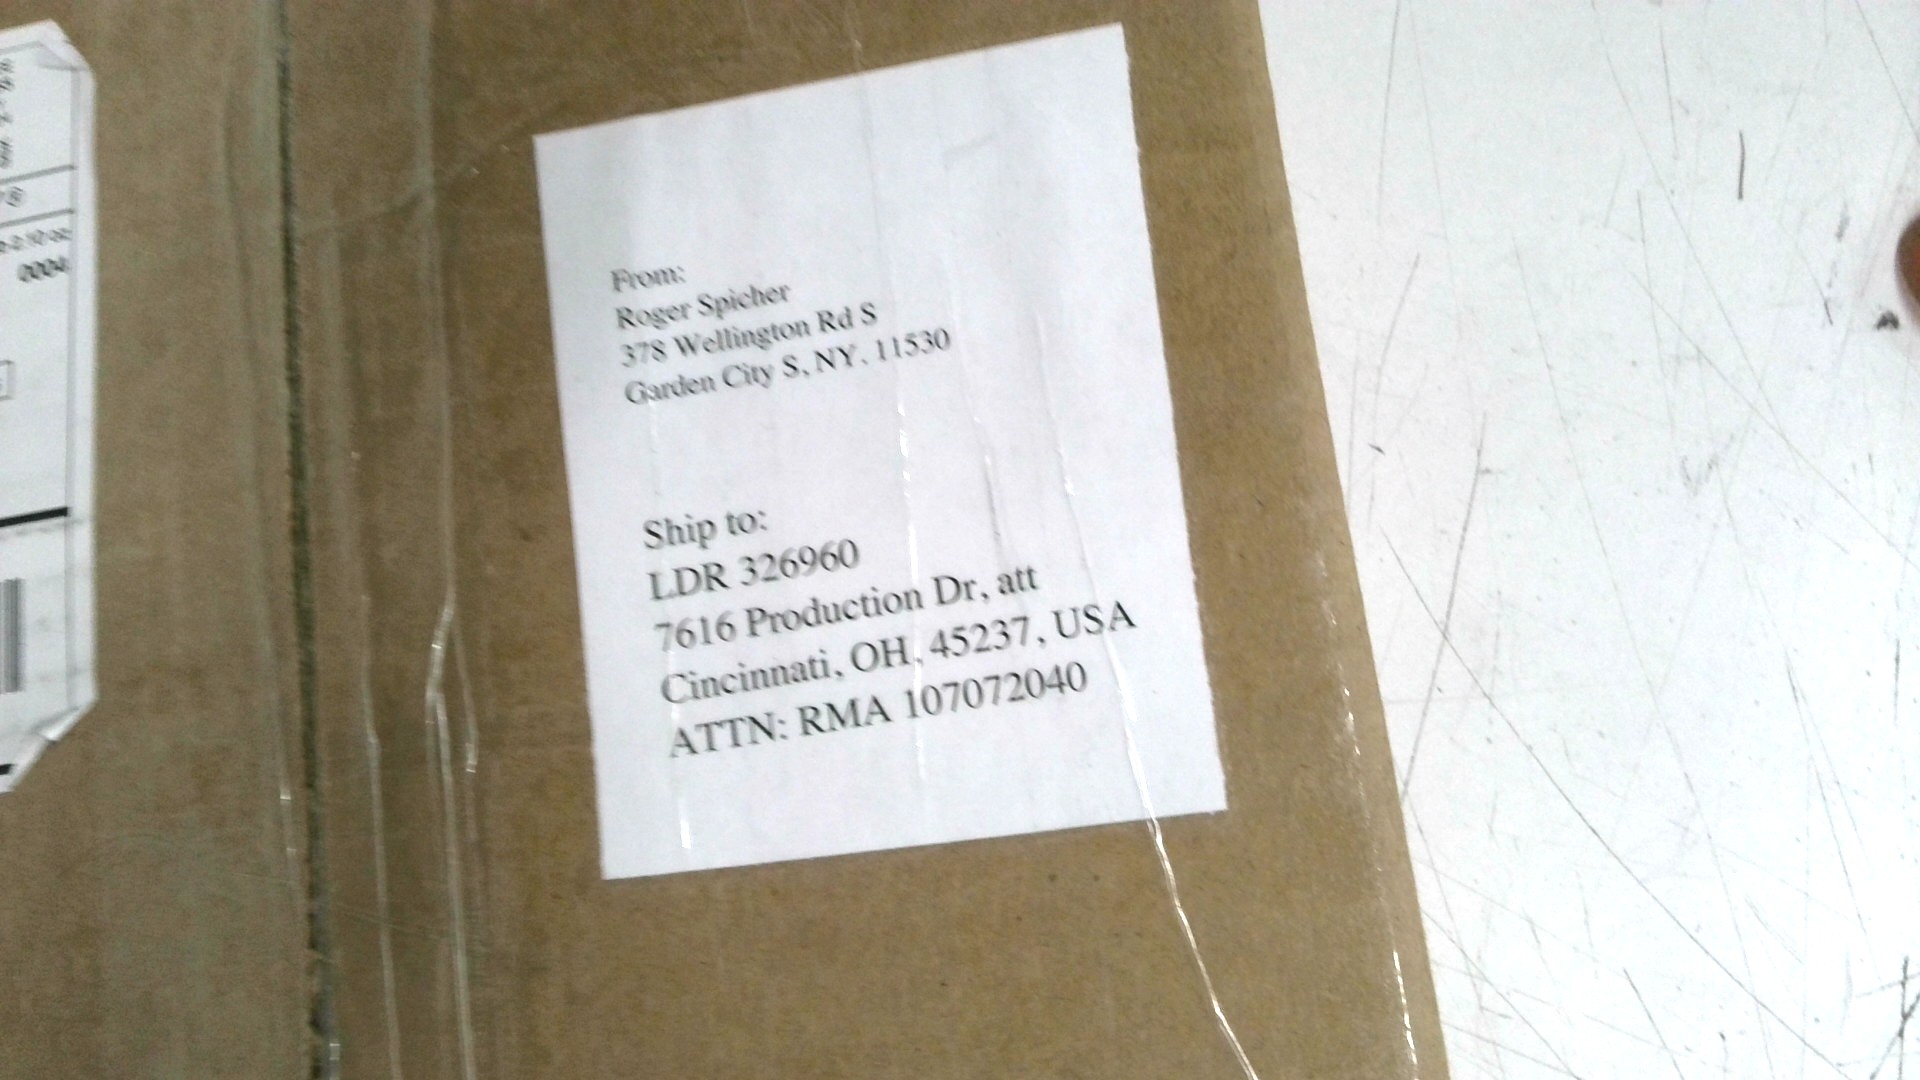 From:
Roger Spicher
378 Wellington Rd S
Garden City S, NY. 11530
Ship to:
LDR 326960
7616 Production Dr, att
Cincinnati, OH, 45237, USA
ATTN: RMA 107072040
0004